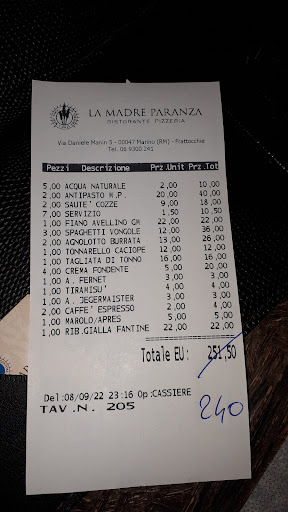 LA MADRE PARANZA
RISTORANTE PIZZERIA
Via Daniele Manin 5 - 00047 Marino (RM) - Frattocchie
Tel. 06 9300 241
Pezzi Descrizione Prz.Unit Prz.Tot
5,00 ACQUA NATURALE 2,00 10,00
2,00 ANTIPASTO M.P. 20,00 40,00
2,00 SAUTE' COZZE 9,00 18,00
7,00 SERVIZIO 1,50 10,50
1,00 FIANO AVELLINO GM 22,00 22,00
3,00 SPAGHETTI VONGOLE 12,00 36,00
2,00 AGNOLOTTO BURRATA 13,00 26,00
1,00 TONNARELLO CACIOPE 12,00 12,00
1,00 TAGLIATA DI TONNO 16,00 16,00
4,00 CREMA FONDENTE 5,00 20,00
1,00 A. FERNET 3,00 3,00
1,00 TIRAMISU' 4,00 4,00
1,00 A. JEGERMAISTER 3,00 3,00
2,00 CAFFE' ESPRESSO 2,00 4,00
1,00 MAROLO/APRES 5,00 5,00
1,00 RIB.GIALLA FANTINE 22,00 22,00
Totale EU: 251,50
240
Del:08/09/22 23:16 Op:CASSIERE
TAV.N. 205